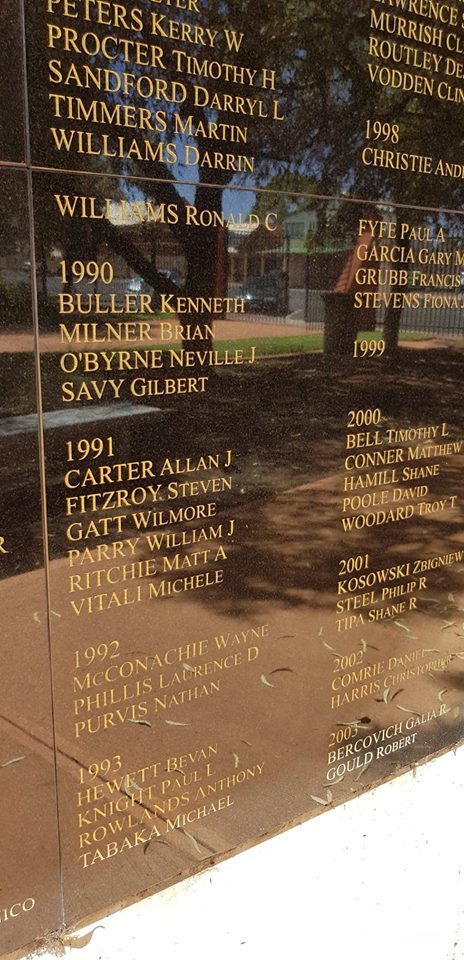 PETERS KERRY W
PROCTER TIMOTHY H
SANDFORD DARRYL L
TIMMERS MARTIN
WILLIAMS DARRIN
WILLIAMS RONALD C
1990
BULLER KENNETH
MILNER BRIAN
O'BYRNE NEVILLE J
SAVY GILBERT
1991
CARTER ALLAN J
FITZROY STEVEN
GATT WILMORE
PARRY WILLIAM J
RITCHIE MATT A
VITALI MICHELE
1992
MCCONACHIE WAYNE
PHILLIS LAURENCE D
PURVIS NATHAN
1993
HEWETT BEVAN
KNIGHT PAUL L
ROWLANDS ANTHONY
TABAKA MICHAEL
MURRISH
ROUTLEY
VODDEN
1998
CHRISTIE
FYFE PAUL A
GARCIA GARY M
GRUBB FRANCIS
STEVENS FIONA
1999
2000
BELL TIMOTHY L
CONNER MATTHEW
HAMILL SHANE
POOLE DAVID
WOODARD TROY T
2001
KOSOWSKI ZBIGNIEW
STEEL PHILIP R
TIPA SHANE R
2002
COMRIE DANIEL
HARRIS CHRISTOPHER
2003
BERCOVICH GALIA R
GOULD ROBERT